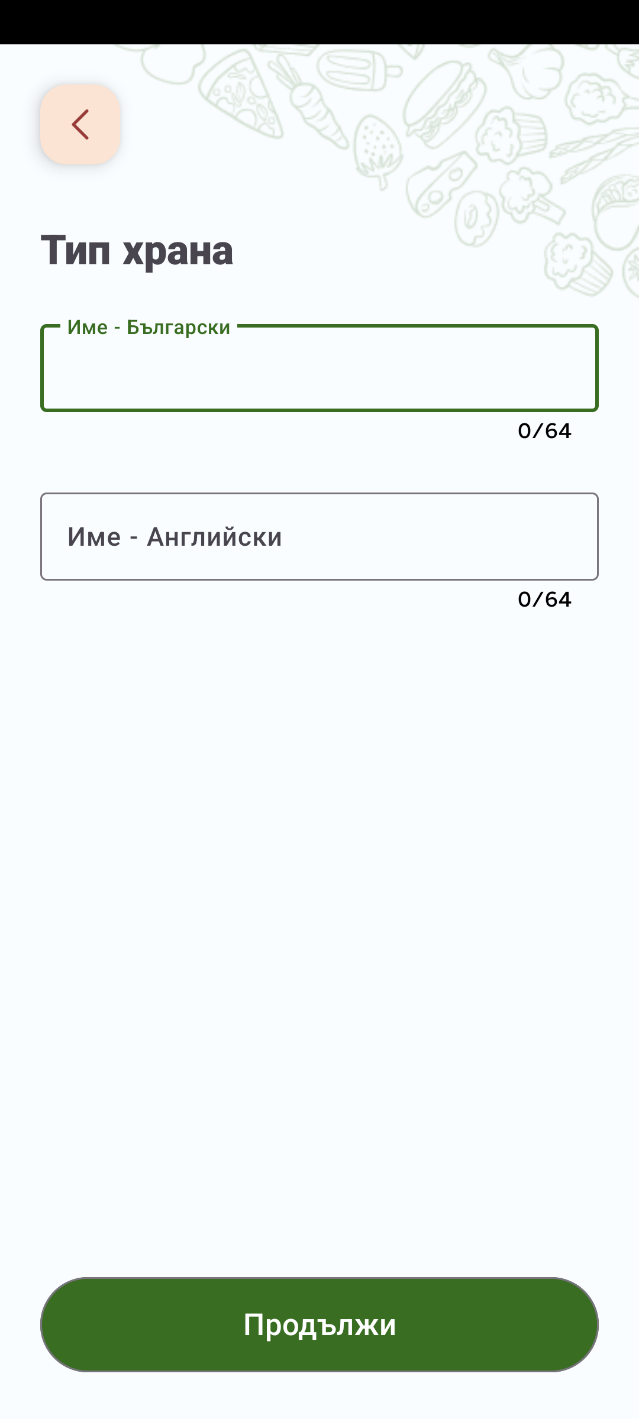 Тип храна
Име - Български
0/64
Име - Английски
0/64
Продължи